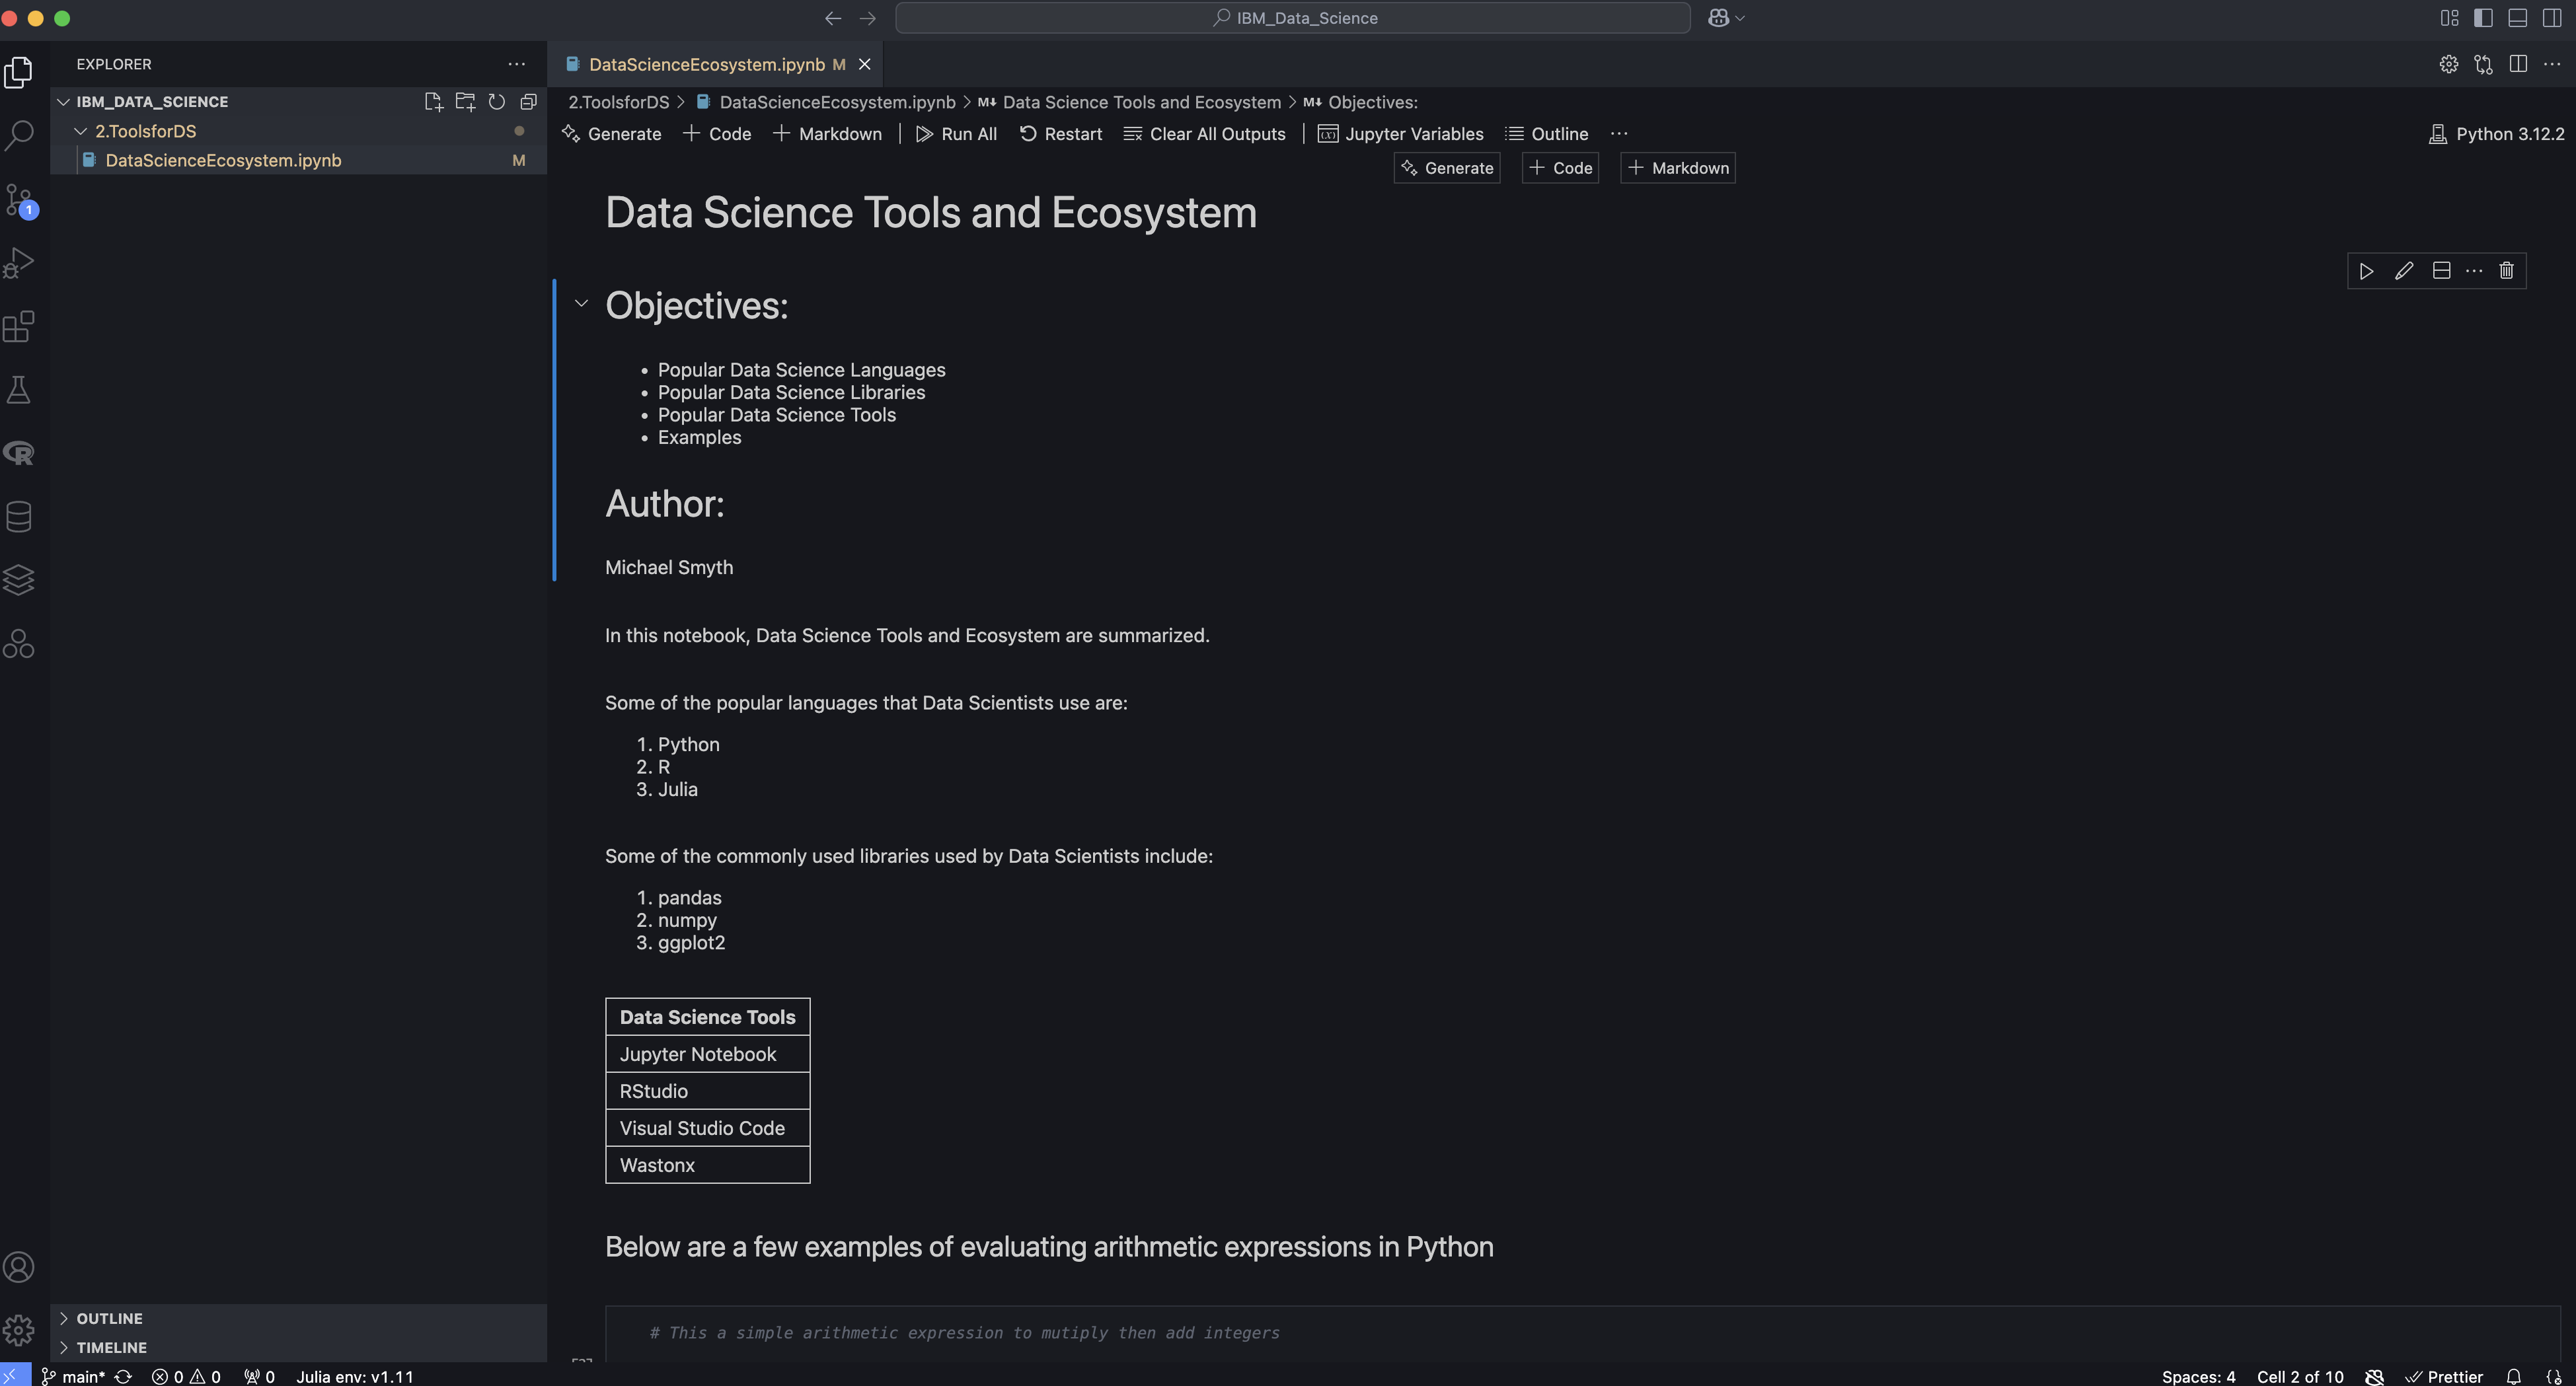 IBM_Data_Science
EXPLORER
IBM_DATA_SCIENCE
2.ToolsforDS
DataScienceEcosystem.ipynb M
1
OUTLINE
TIMELINE
DataScienceEcosystem.ipynb M
2.ToolsforDS > DataScienceEcosystem.ipynb > M↓ Data Science Tools and Ecosystem > M↓ Objectives:
Generate + Code + Markdown Run All Restart Clear All Outputs Jupyter Variables Outline ... Python 3.12.2
Generate + Code + Markdown
Data Science Tools and Ecosystem
Objectives:
• Popular Data Science Languages
• Popular Data Science Libraries
• Popular Data Science Tools
• Examples
Author:
Michael Smyth
In this notebook, Data Science Tools and Ecosystem are summarized.
Some of the popular languages that Data Scientists use are:
1. Python
2. R
3. Julia
Some of the commonly used libraries used by Data Scientists include:
1. pandas
2. numpy
3. ggplot2
Data Science Tools
Jupyter Notebook
RStudio
Visual Studio Code
Wastonx
Below are a few examples of evaluating arithmetic expressions in Python
# This a simple arithmetic expression to mutiply then add integers
main* 0 0 0 Julia env: v1.11 Spaces: 4 Cell 2 of 10 Prettier